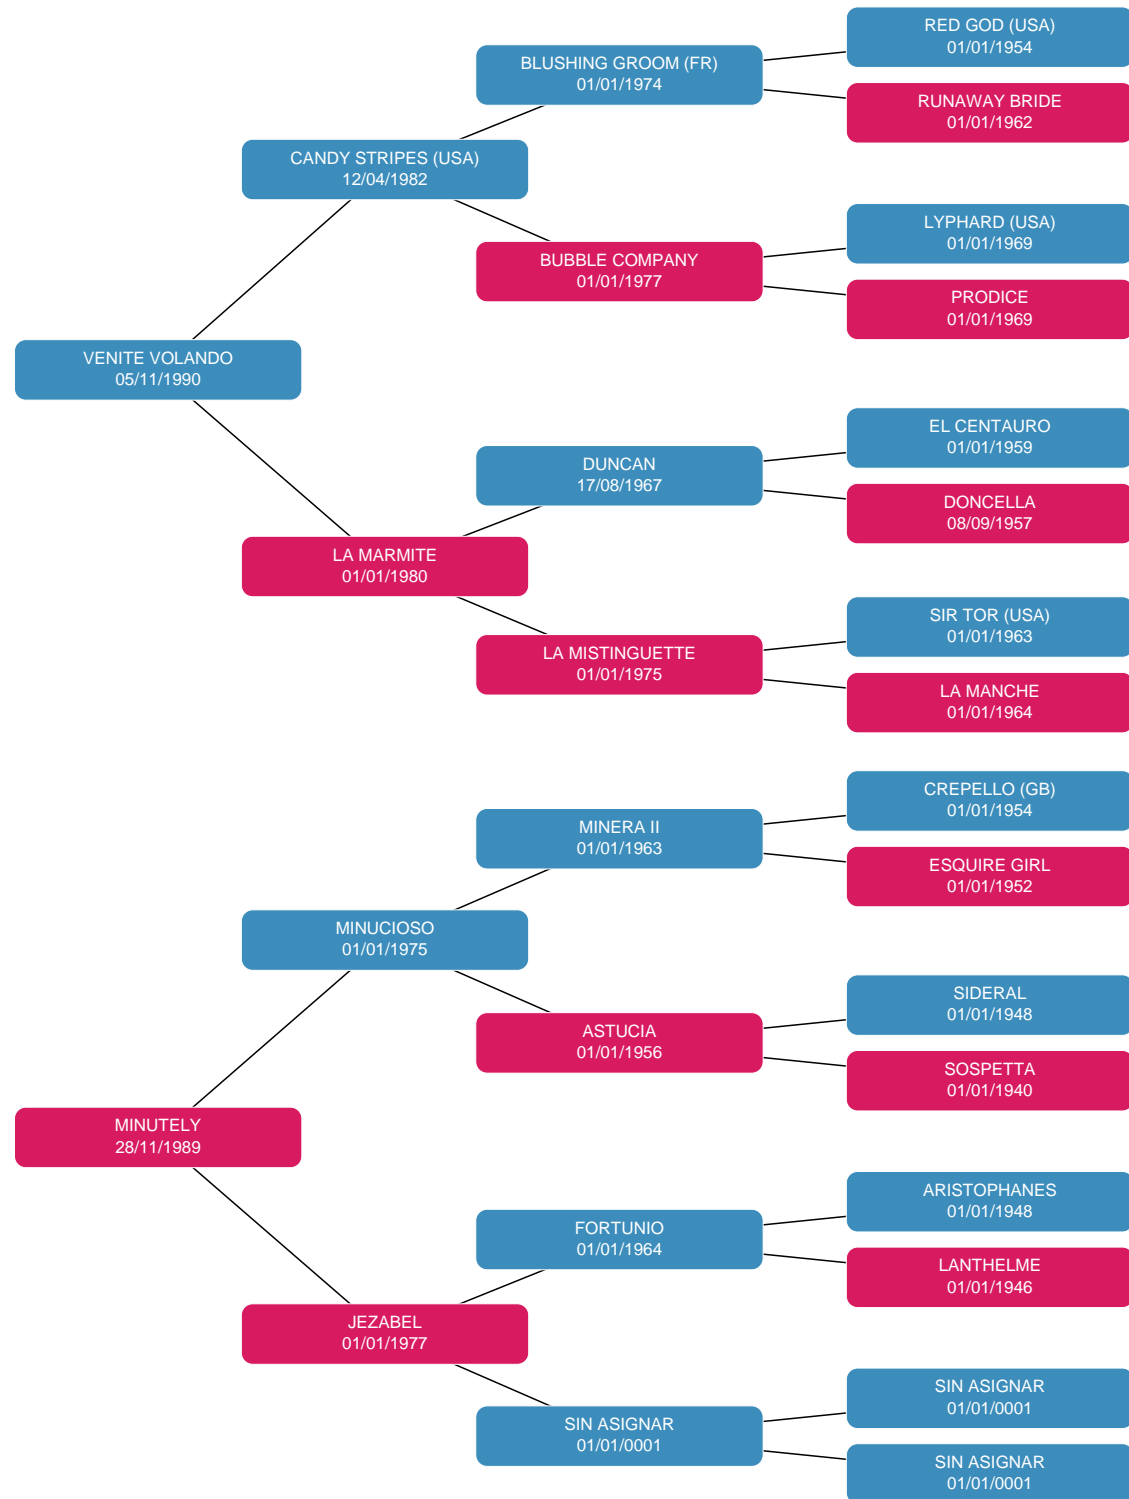 RED GOD (USA)
01/01/1954
BLUSHING GROOM (FR)
01/01/1974
RUNAWAY BRIDE
01/01/1962
CANDY STRIPES (USA)
12/04/1982
LYPHARD (USA)
01/01/1969
BUBBLE COMPANY
01/01/1977
PRODICE
01/01/1969
VENITE VOLANDO
05/11/1990
EL CENTAURO
01/01/1959
DUNCAN
17/08/1967
DONCELLA
08/09/1957
LA MARMITE
01/01/1980
SIR TOR (USA)
01/01/1963
LA MISTINGUETTE
01/01/1975
LA MANCHE
01/01/1964
CREPELLO (GB)
01/01/1954
MINERA II
01/01/1963
ESQUIRE GIRL
01/01/1952
MINUCIOSO
01/01/1975
SIDERAL
01/01/1948
ASTUCIA
01/01/1956
SOSPETTA
01/01/1940
MINUTELY
28/11/1989
ARISTOPHANES
01/01/1948
FORTUNIO
01/01/1964
LANTHELME
01/01/1946
JEZABEL
01/01/1977
SIN ASIGNAR
01/01/0001
SIN ASIGNAR
01/01/0001
SIN ASIGNAR
01/01/0001